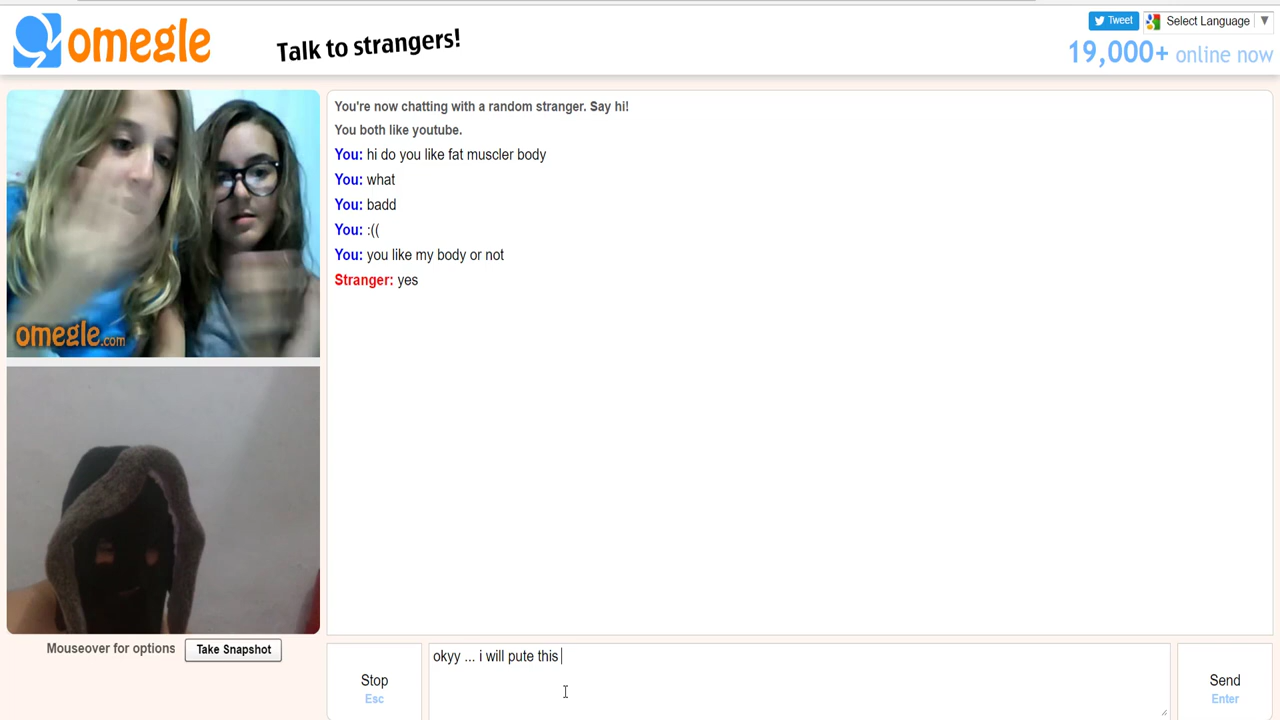 omegle
Talk to strangers!
Tweet
Select Language ▼
19,000+ online now
You're now chatting with a random stranger. Say hi!
You both like youtube.
You: hi do you like fat muscler body
You: what
You: badd
You: :((
You: you like my body or not
Stranger: yes
omegle.com
Mouseover for options
Take Snapshot
Stop
Esc
okyy ... i will pute this
Send
Enter